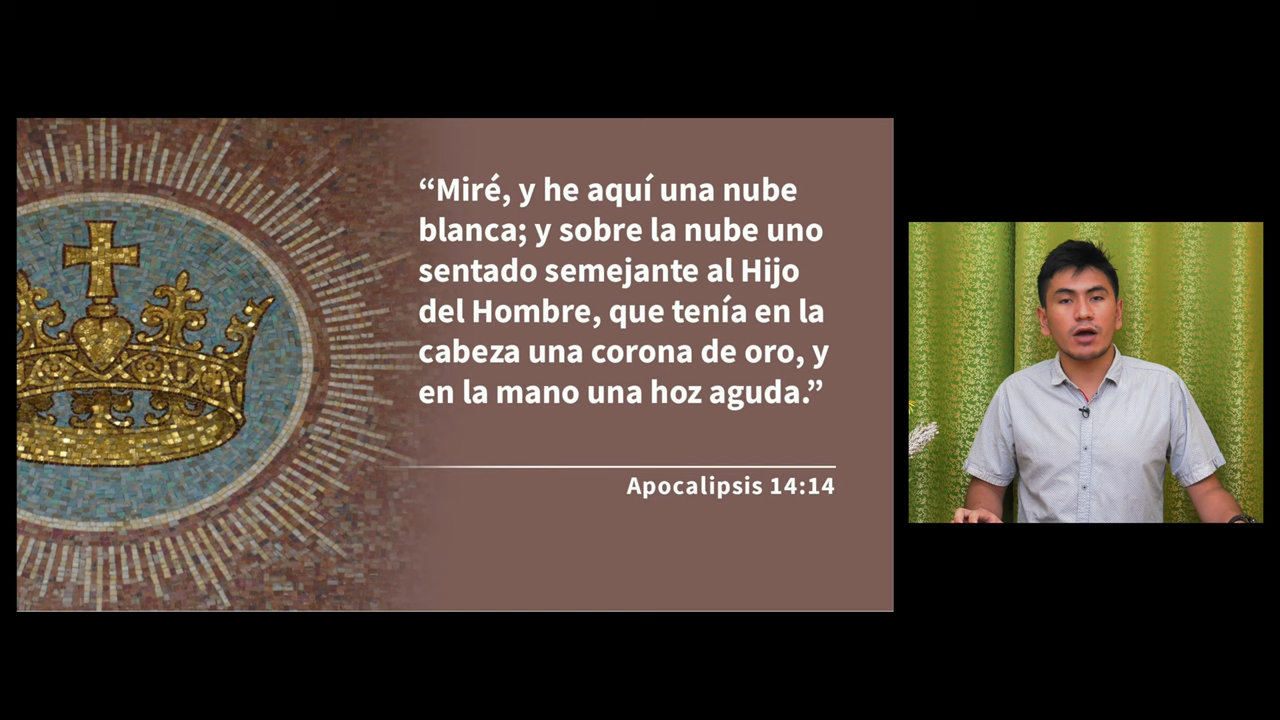 “Miré, y he aquí una nube
blanca; y sobre la nube uno
sentado semejante al Hijo
del Hombre, que tenía en la
cabeza una corona de oro, y
en la mano una hoz aguda.”
Apocalipsis 14:14